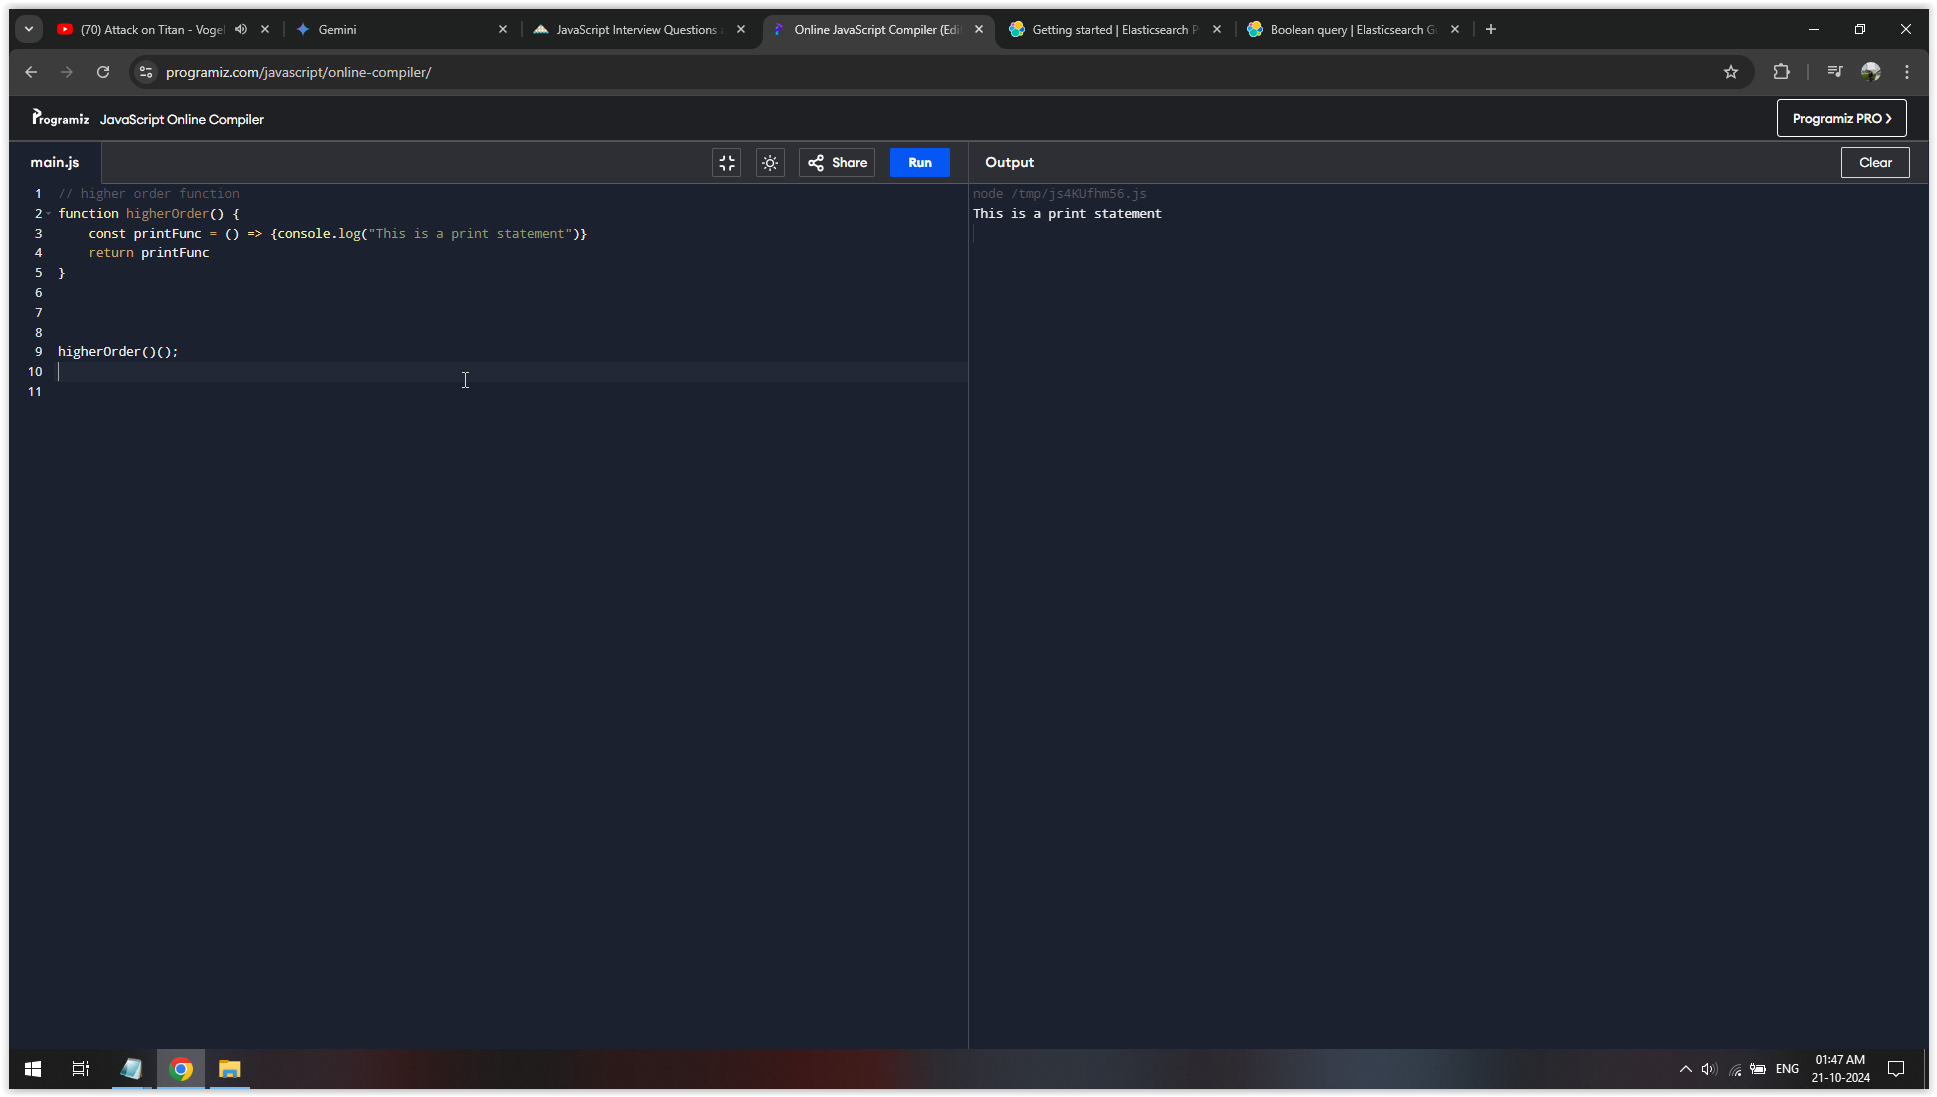 (70) Attack on Titan - Vogel
Gemini
JavaScript Interview Questions
Online JavaScript Compiler (Edi
Getting started | Elasticsearch P
Boolean query | Elasticsearch Gu
programiz.com/javascript/online-compiler/
Programiz JavaScript Online Compiler
Programiz PRO
main.js
Share
Run
Output
Clear
1 // higher order function
2 function higherOrder() {
3 const printFunc = () => {console.log("This is a print statement")}
4 return printFunc
5 }
6
7
8
9 higherOrder()();
10
11
node /tmp/js4KUfhm56.js
This is a print statement
ENG
01:47 AM
21-10-2024